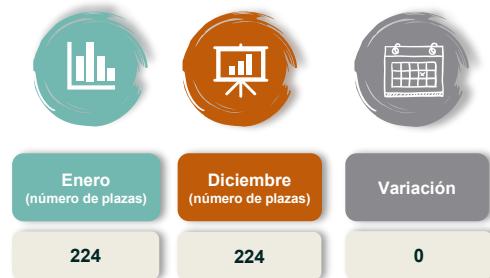 Enero
(número de plazas)
Diciembre
(número de plazas)
Variación
224
224
0